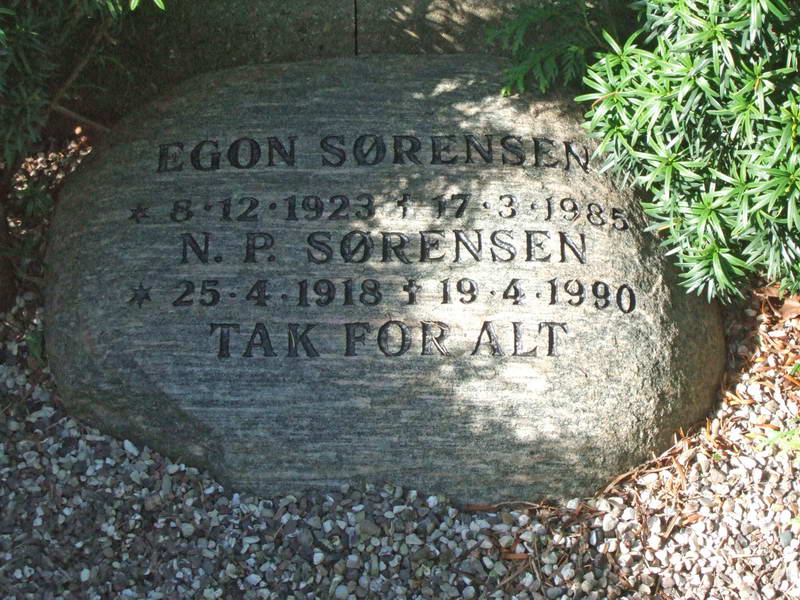 EGON SØRENSEN
* 8·12·1923 † 17·3·1985
N. P. SØRENSEN
* 25·4·1918 † 19·4·1990
TAK FOR ALT